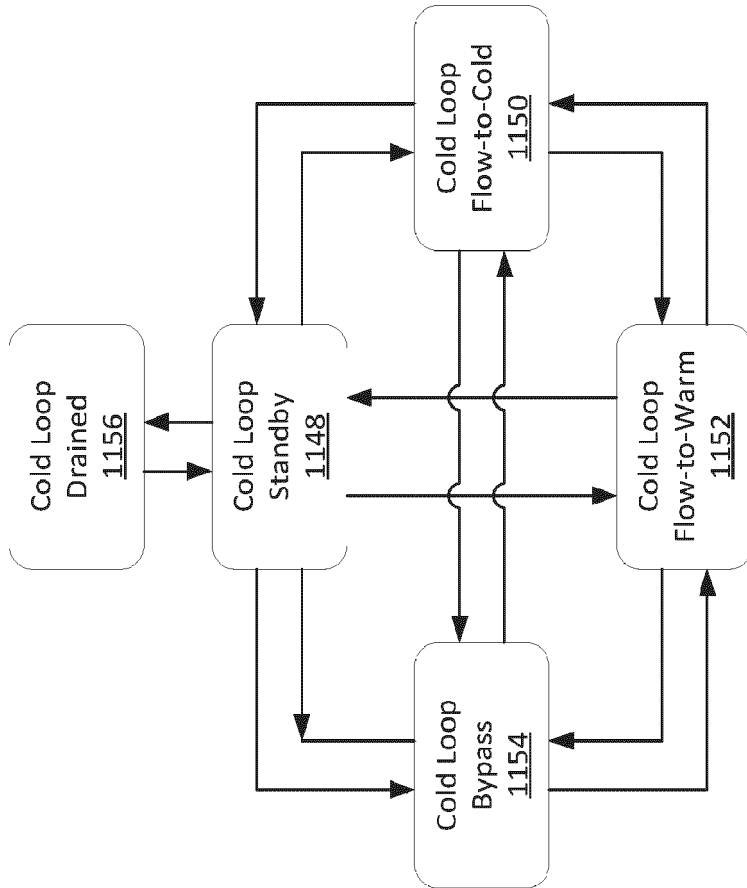 Cold Loop
Drained
1156
Cold Loop
Standby
1148
Cold Loop
Bypass
1154
Cold Loop
Flow-to-Cold
1150
Cold Loop
Flow-to-Warm
1152